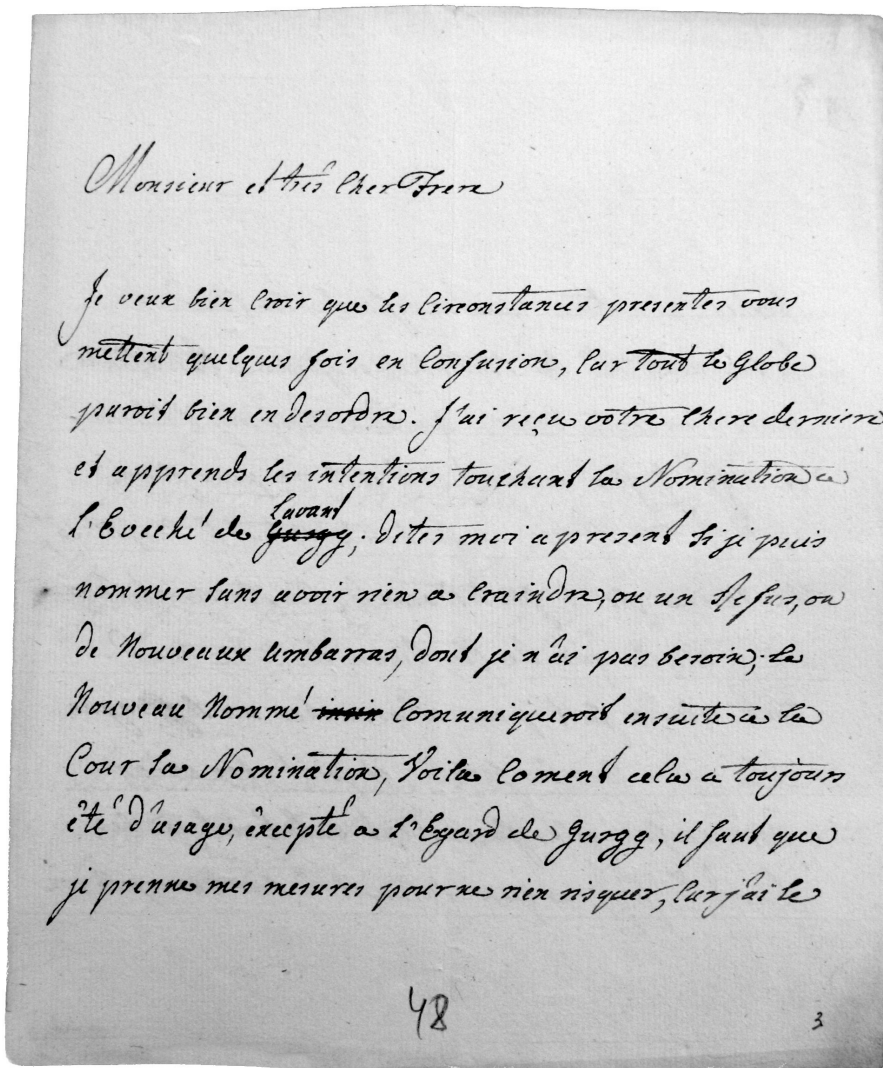 Monsieur et très cher Frere
Je veux bien croir que les circonstances presentes vous
mettent quelques fois en confusion, car tout le Globe
paroit bien en desordre. J'ai reçu votre chere derniere
et apprends les intentions touchant la Nomination a
Lavant
l'Eveché de Gurgg; dites moi apresent si je puis
nommer sans avoir rien a craindre, ou un Refus, ou
de Nouveaux embarras, dont je n'ai pas besoin; le
Nouveau Nommé comuniqueroit ensuite a la
Cour sa Nomination, Voila coment cela a toujours
été d'usage, excepté a l'Egard de Gurgg, il faut que
je prenne mes mesures pour ne rien risquer, car j'ai le
48
3